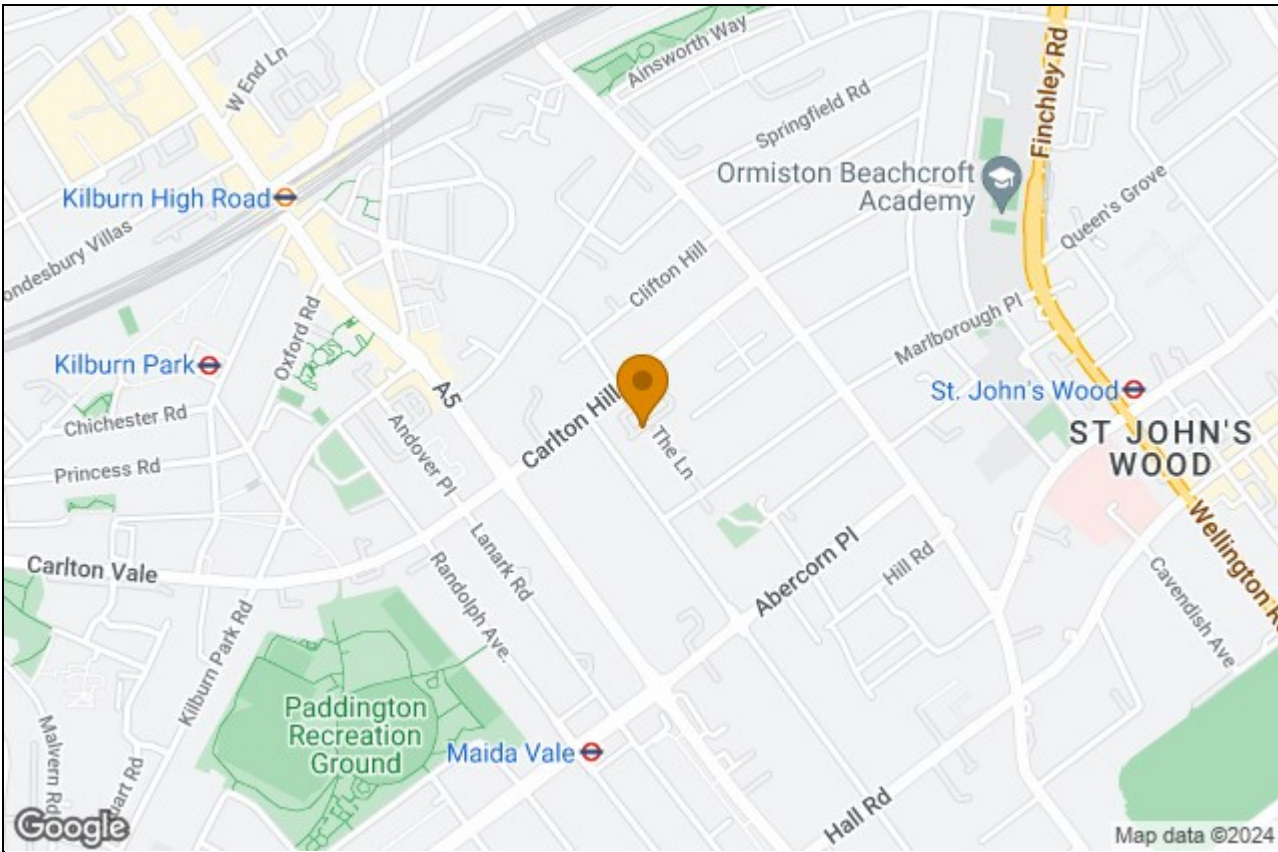 W End Ln
Ainsworth Way
Finchley Rd
Springfield Rd
Ormiston Beachcroft
Academy
Kilburn High Road
Queen's Grove
ondesbury Villas
Clifton Hill
Oxford Rd
Marlborough Pl
Kilburn Park
A5
St. John's Wood
Carlton Hill
Chichester Rd
Andover Pl
The Ln
ST JOHN'S
WOOD
Princess Rd
Lanark Rd
Wellington R
Carlton Vale
Randolph Ave.
Abercorn Pl
Hill Rd
Cavendish Ave
Kilburn Park Rd
Paddington
Recreation
Ground
Malvern Rd
uart Rd
Maida Vale
Hall Rd
Google
Map data ©2024